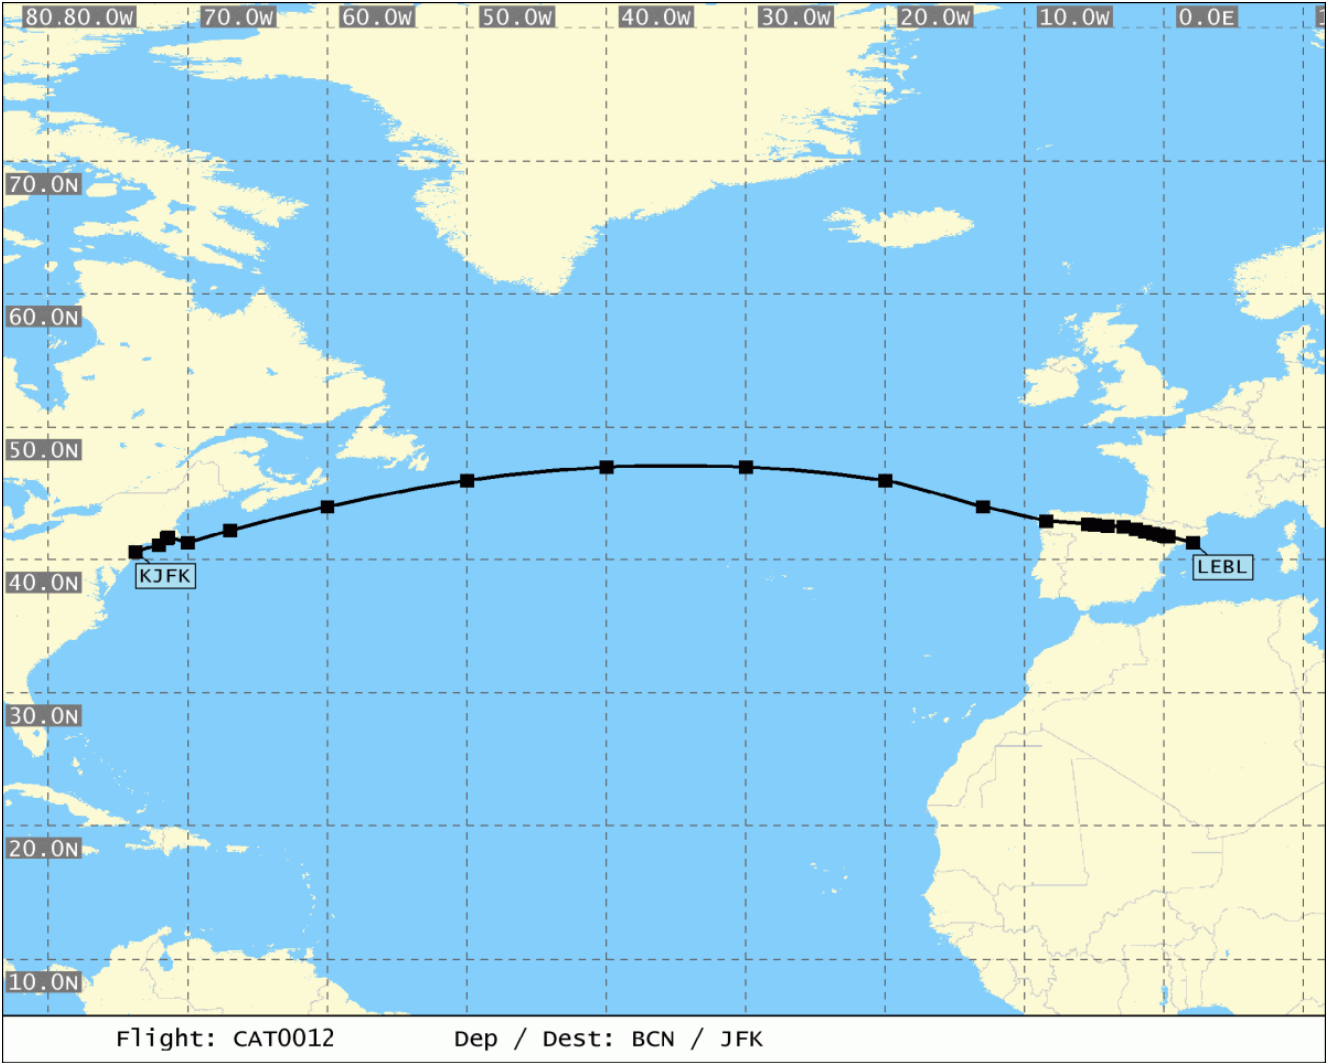 80.80.0W 70.0W 60.0W 50.0W 40.0W 30.0W 20.0W 10.0W 0.0E 1
70.0N
60.0N
50.0N
40.0N
KJFK
LEBL
30.0N
20.0N
10.0N
Flight: CAT0012 Dep / Dest: BCN / JFK